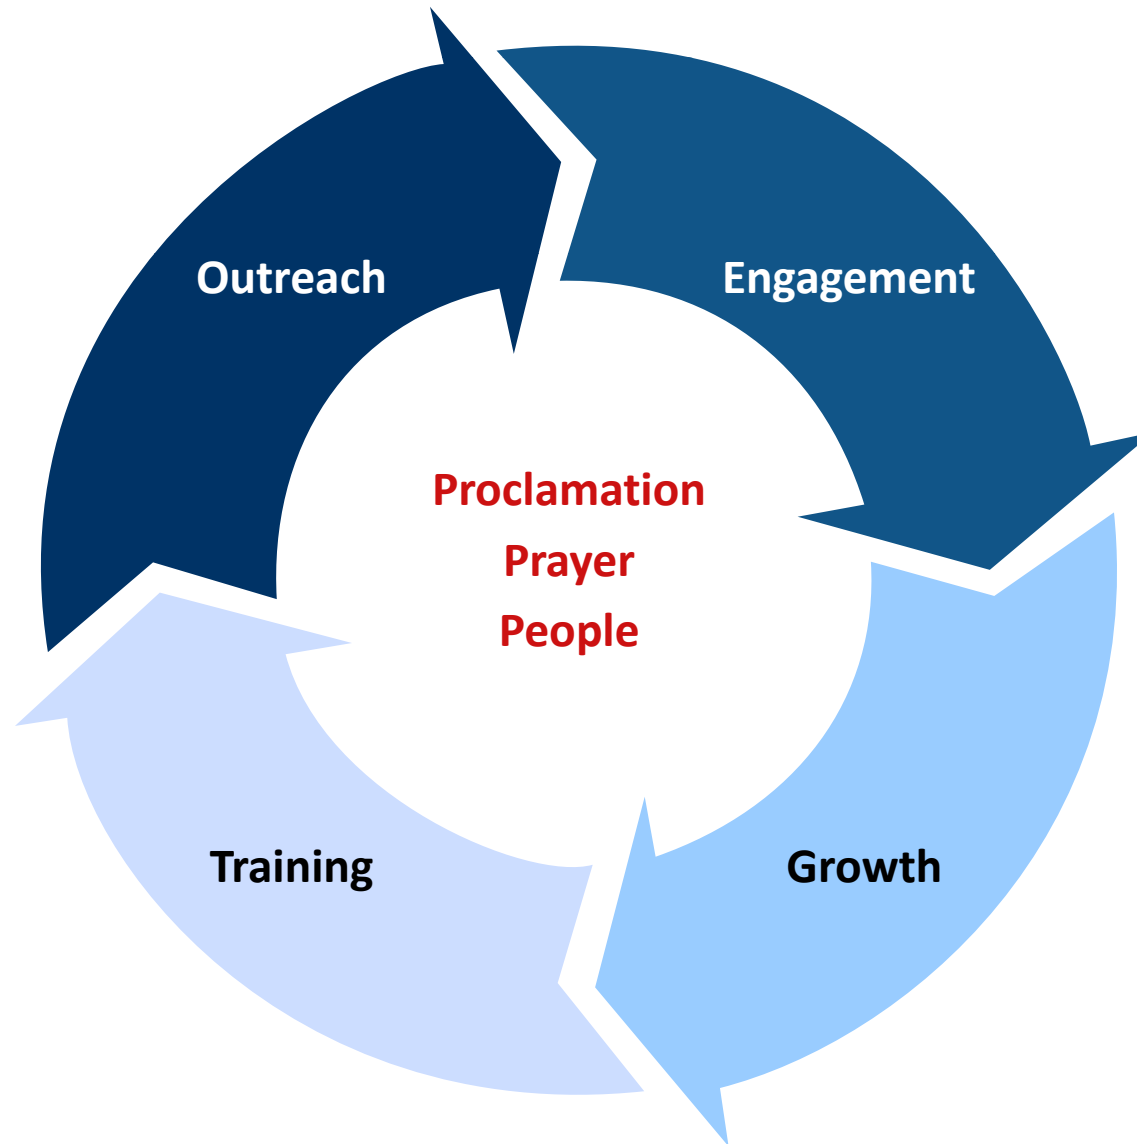 Outreach
Engagement
Proclamation
Prayer
People
Training
Growth